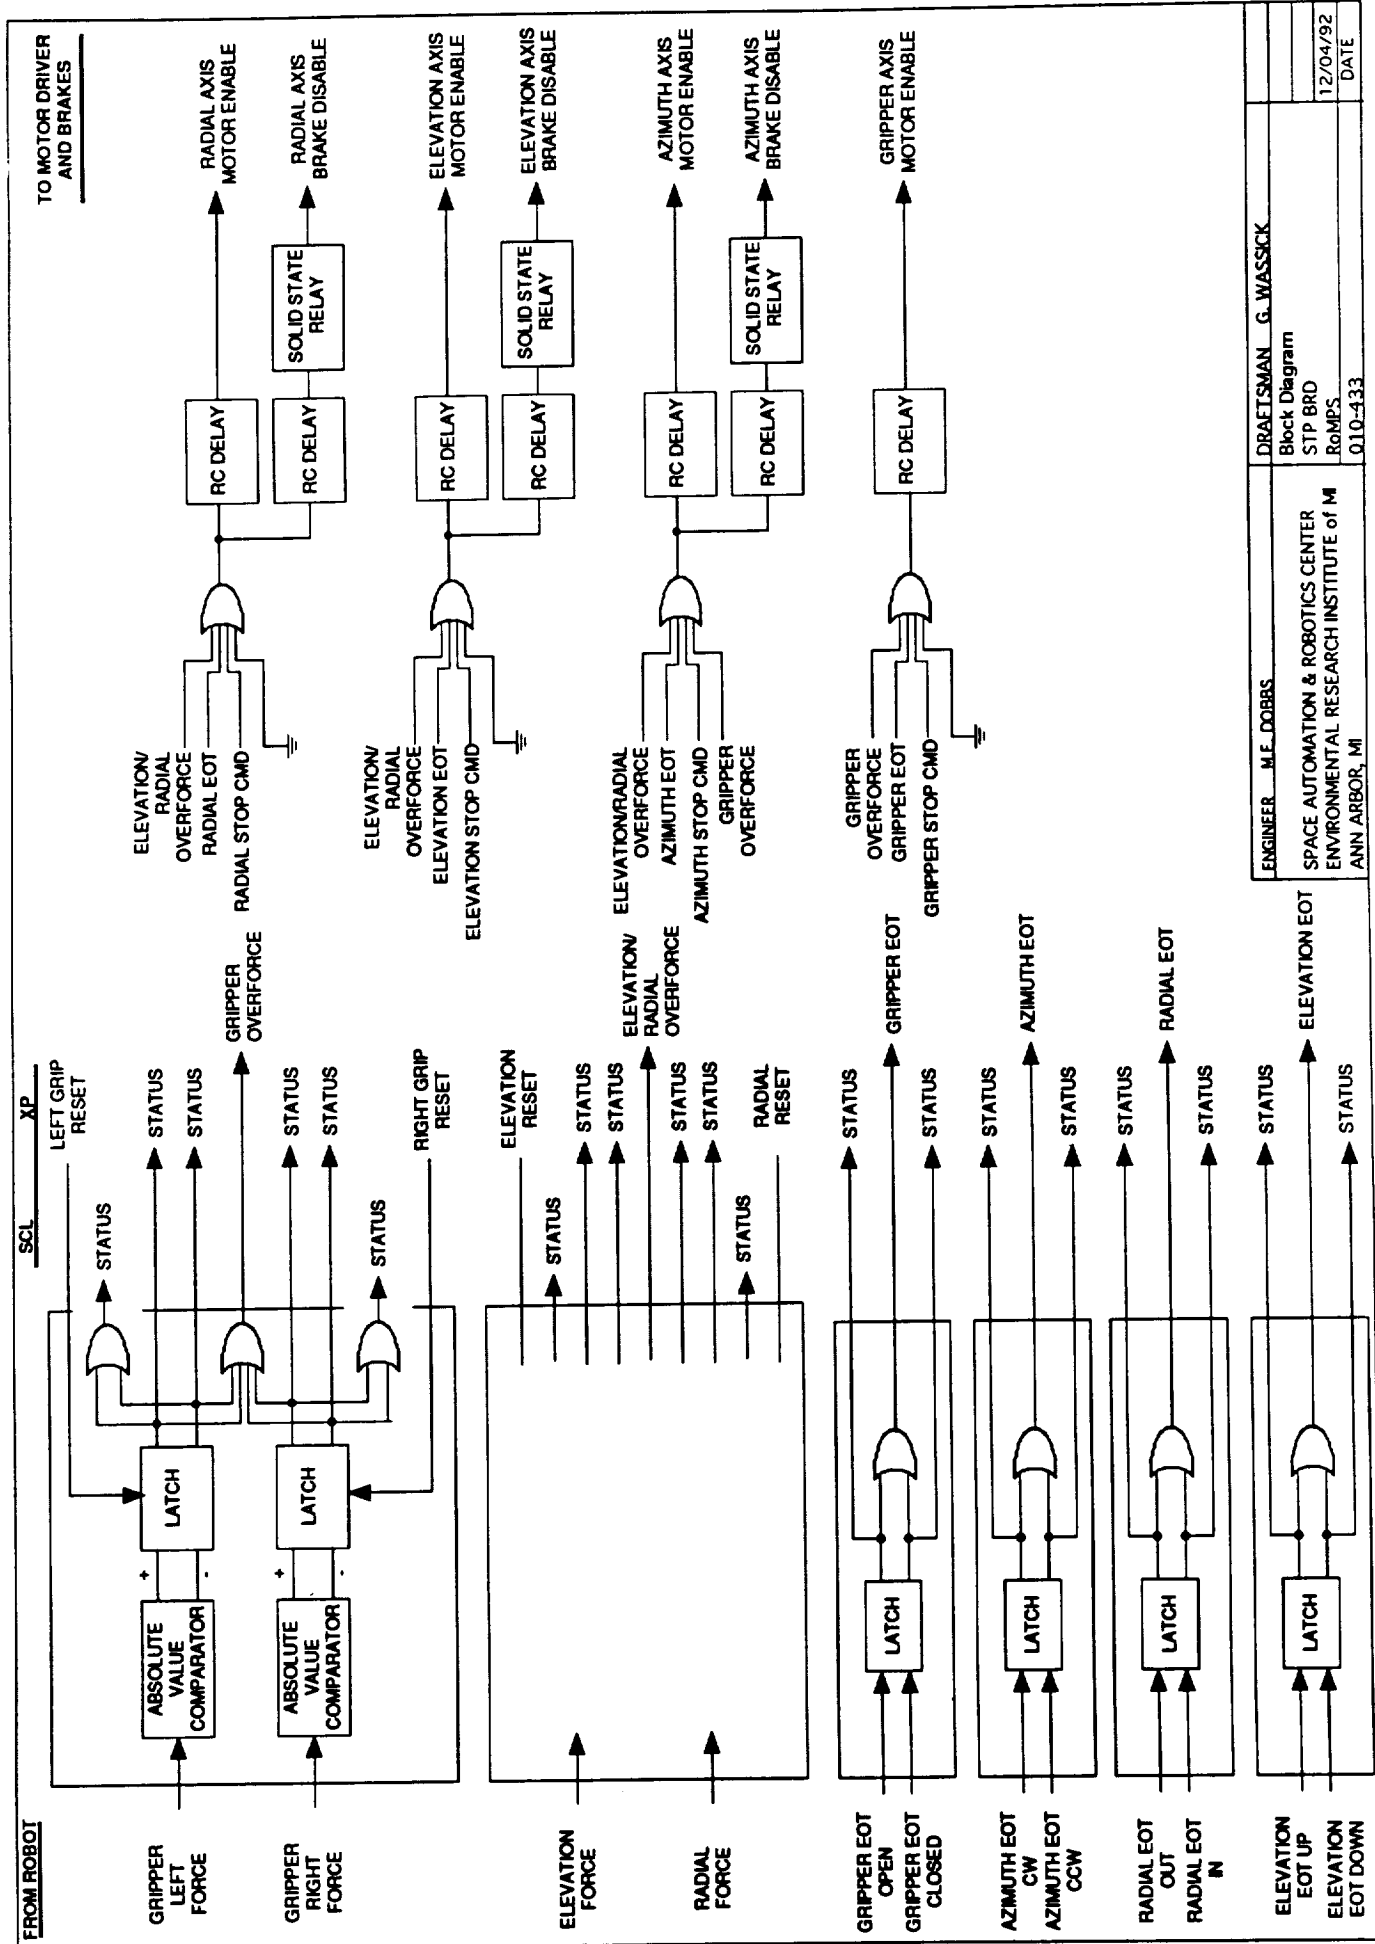 FROM ROBOT
SCL XP
TO MOTOR DRIVER
AND BRAKES
GRIPPER
LEFT
FORCE
GRIPPER
RIGHT
FORCE
ABSOLUTE
VALUE
COMPARATOR
+
-
LATCH
ABSOLUTE
VALUE
COMPARATOR
+
-
LATCH
LEFT GRIP
RESET
STATUS
STATUS
STATUS
GRIPPER
OVERFORCE
STATUS
STATUS
STATUS
RIGHT GRIP
RESET
ELEVATION
FORCE
RADIAL
FORCE
ELEVATION
RESET
STATUS
STATUS
STATUS
ELEVATION/
RADIAL
OVERFORCE
STATUS
STATUS
STATUS
RADIAL
RESET
GRIPPER EOT
OPEN
GRIPPER EOT
CLOSED
LATCH
STATUS
GRIPPER EOT
STATUS
AZIMUTH EOT
CW
AZIMUTH EOT
CCW
LATCH
STATUS
AZIMUTH EOT
STATUS
RADIAL EOT
OUT
RADIAL EOT
IN
LATCH
STATUS
RADIAL EOT
STATUS
ELEVATION
EOT UP
ELEVATION
EOT DOWN
LATCH
STATUS
ELEVATION EOT
STATUS
ELEVATION/
RADIAL
OVERFORCE
RADIAL EOT
RADIAL STOP CMD
RC DELAY
RADIAL AXIS
MOTOR ENABLE
RC DELAY
SOLID STATE
RELAY
RADIAL AXIS
BRAKE DISABLE
ELEVATION/
RADIAL
OVERFORCE
ELEVATION EOT
ELEVATION STOP CMD
RC DELAY
ELEVATION AXIS
MOTOR ENABLE
RC DELAY
SOLID STATE
RELAY
ELEVATION AXIS
BRAKE DISABLE
ELEVATION/RADIAL
OVERFORCE
AZIMUTH EOT
AZIMUTH STOP CMD
GRIPPER
OVERFORCE
RC DELAY
AZIMUTH AXIS
MOTOR ENABLE
RC DELAY
SOLID STATE
RELAY
AZIMUTH AXIS
BRAKE DISABLE
GRIPPER
OVERFORCE
GRIPPER EOT
GRIPPER STOP CMD
RC DELAY
GRIPPER AXIS
MOTOR ENABLE
ENGINEER M.E. DOBBS
SPACE AUTOMATION & ROBOTICS CENTER
ENVIRONMENTAL RESEARCH INSTITUTE of MI
ANN ARBOR, MI
DRAFTSMAN G. WASSICK
Block Diagram
STP BRD
RoMPS
010-433
12/04/92
DATE